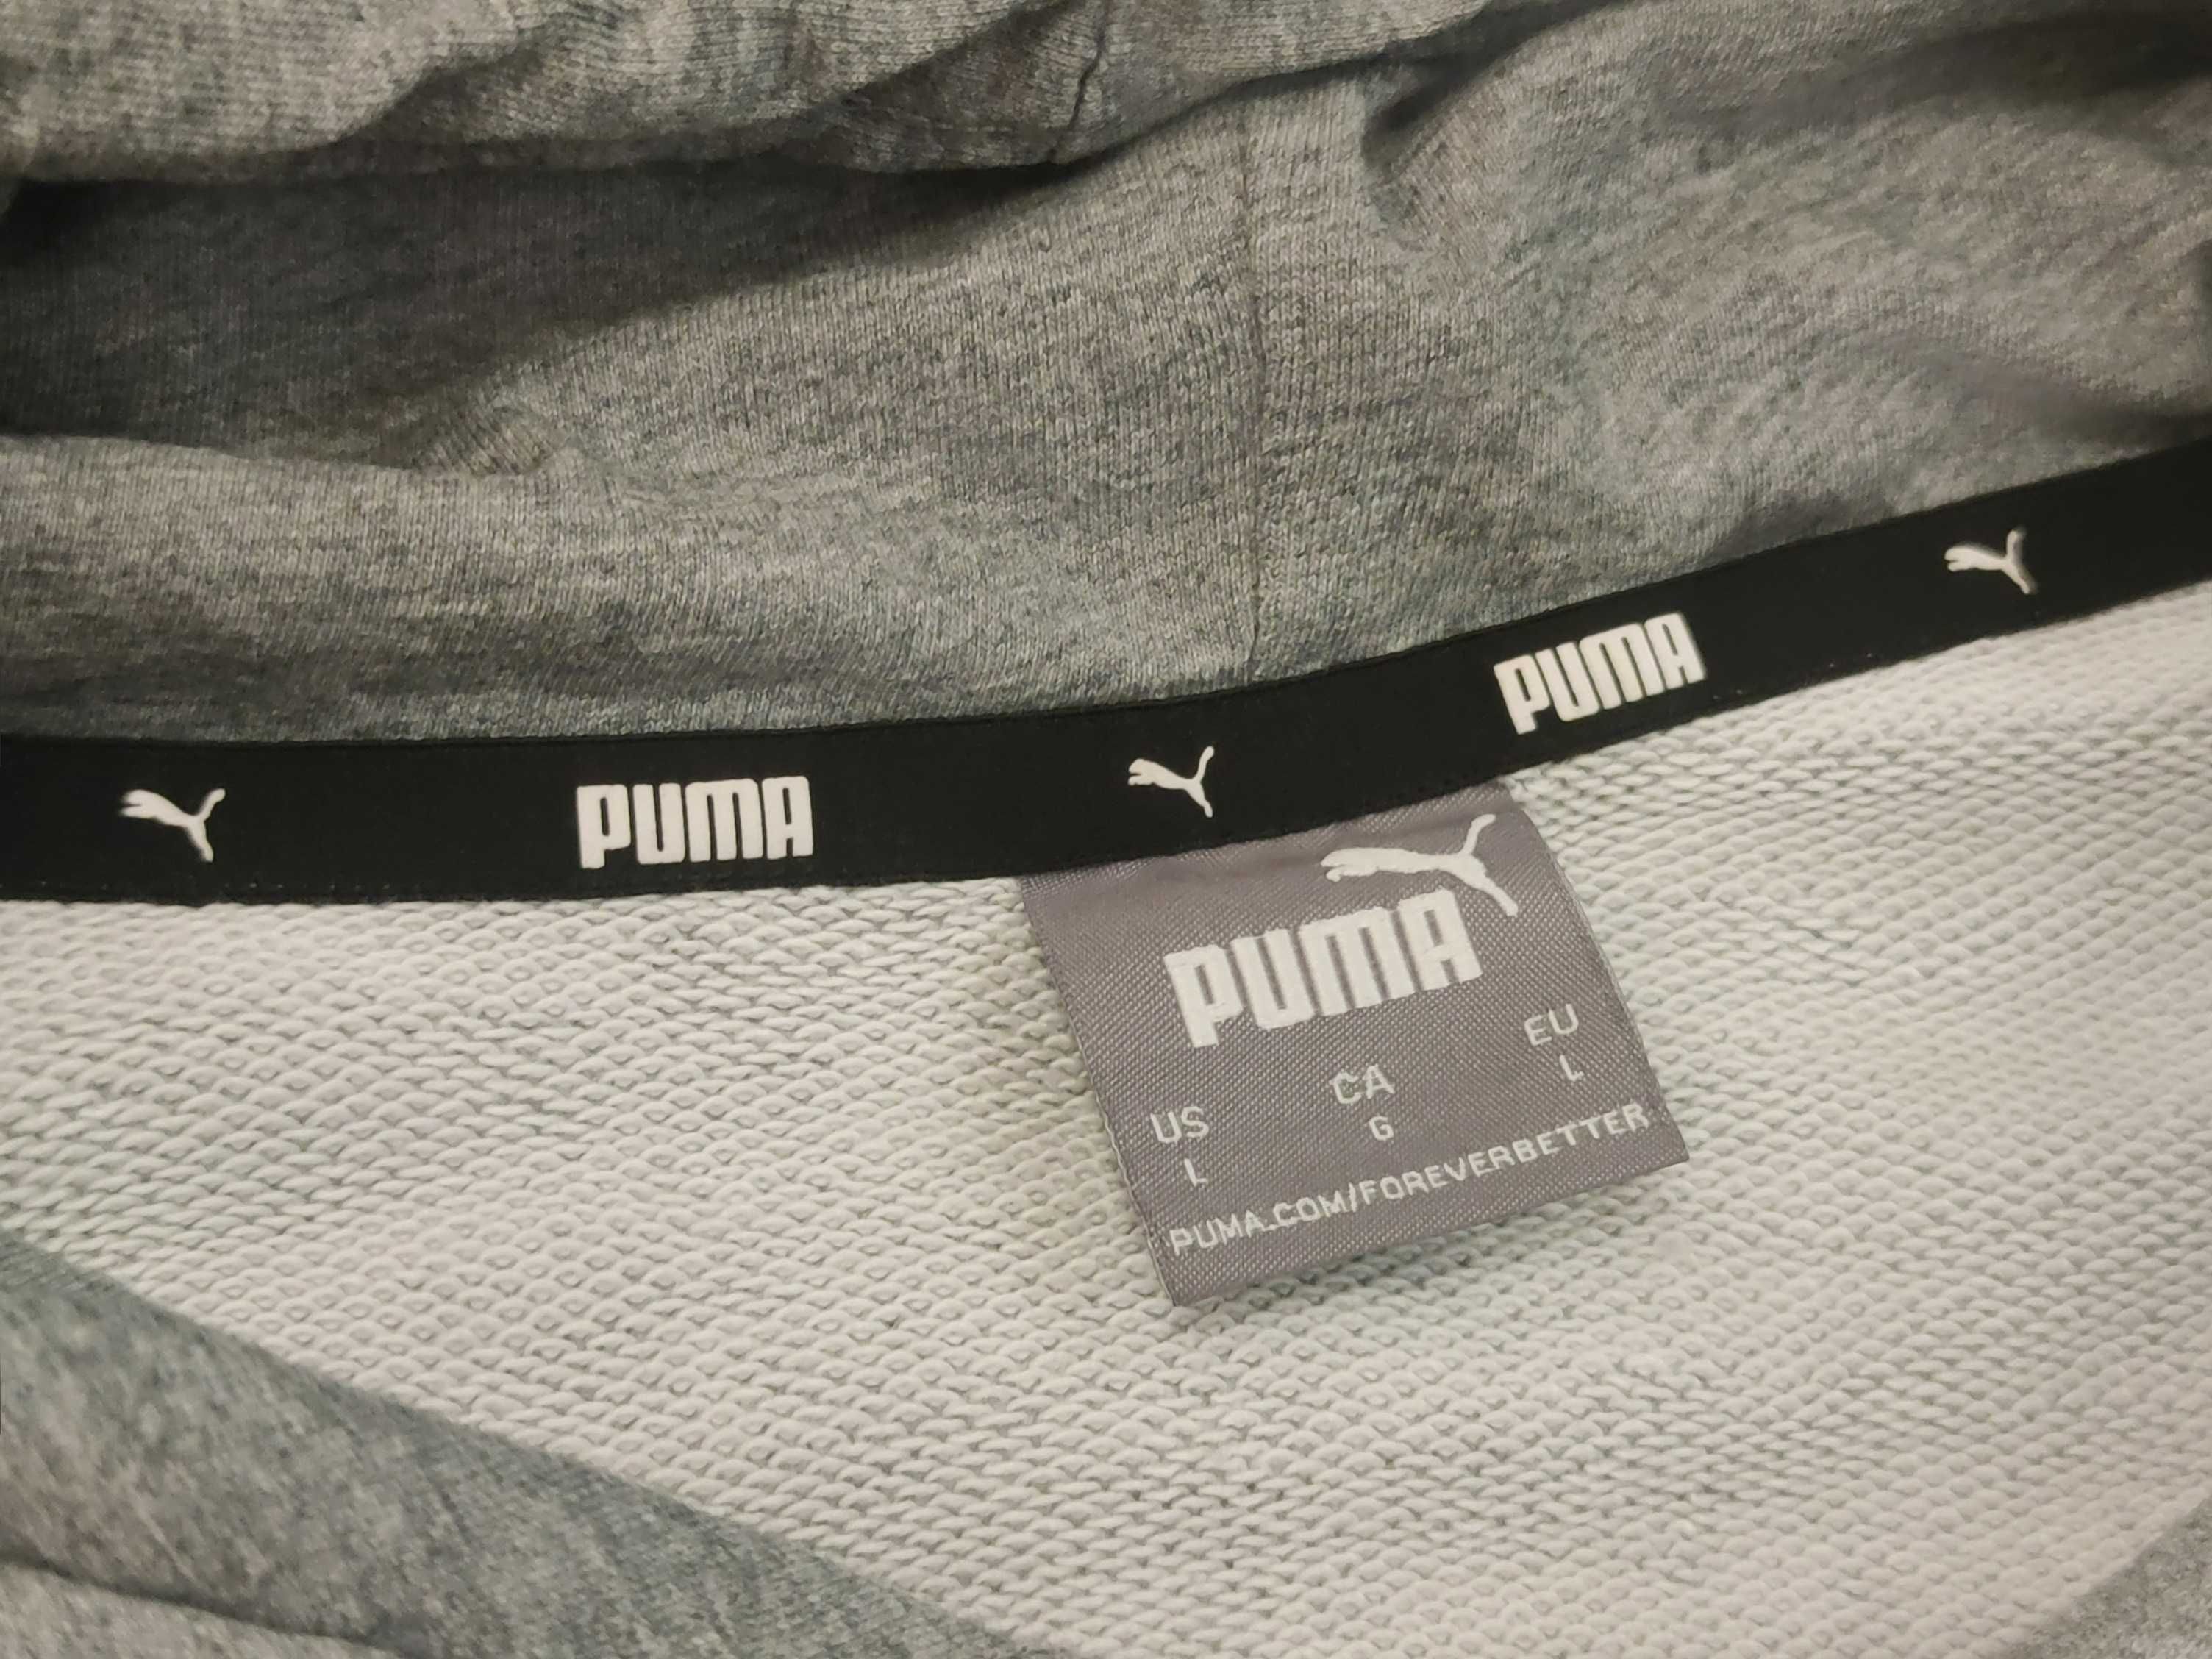 PUMA
PUMA
PUMA
US CA EU
L G L
PUMA.COM/FOREVERBETTER